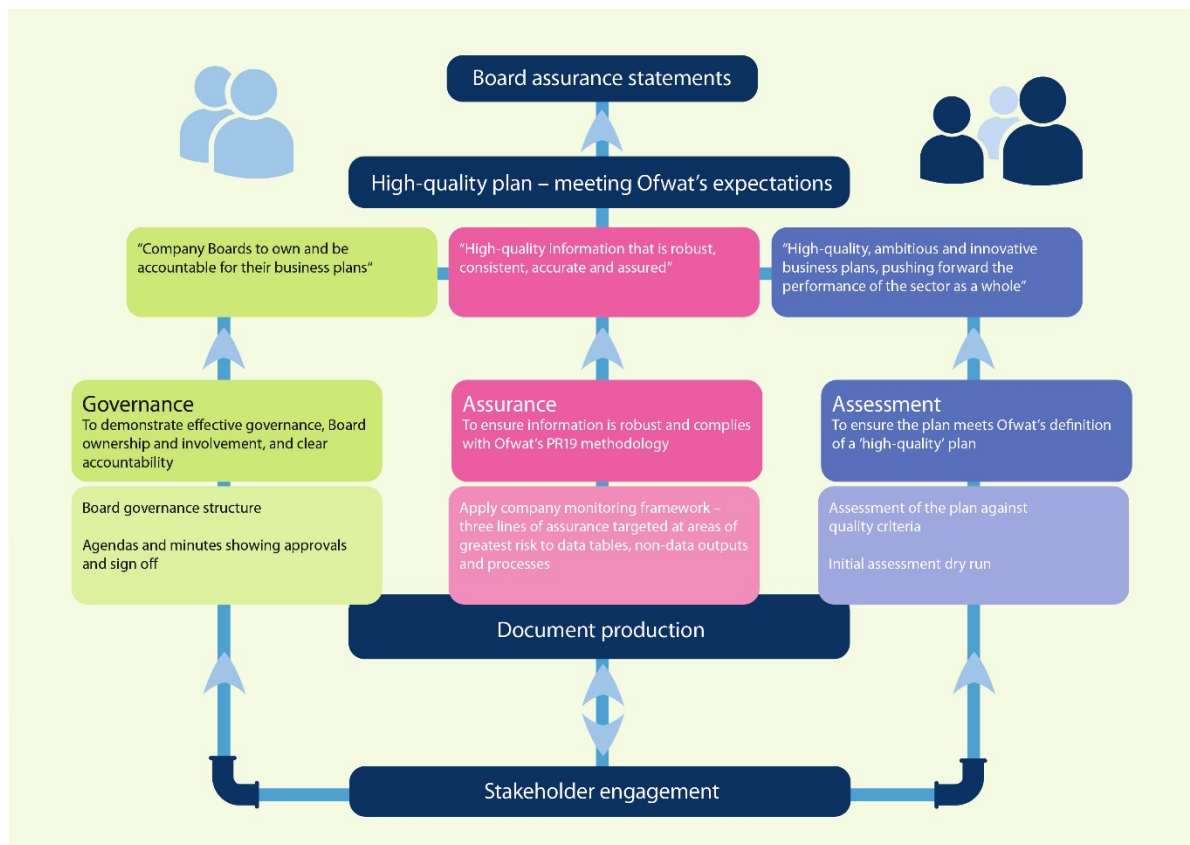 Board assurance statements
High-quality plan – meeting Ofwat’s expectations
“Company Boards to own and be
accountable for their business plans“
“High-quality information that is robust,
consistent, accurate and assured”
“High-quality, ambitious and innovative
business plans, pushing forward the
performance of the sector as a whole”
Governance
To demonstrate effective governance, Board
ownership and involvement, and clear
accountability
Board governance structure
Agendas and minutes showing approvals
and sign off
Assurance
To ensure information is robust and complies
with Ofwat’s PR19 methodology
Apply company monitoring framework –
three lines of assurance targeted at areas of
greatest risk to data tables, non-data outputs
and processes
Assessment
To ensure the plan meets Ofwat’s definition
of a ‘high-quality’ plan
Assessment of the plan against
quality criteria
Initial assessment dry run
Document production
Stakeholder engagement